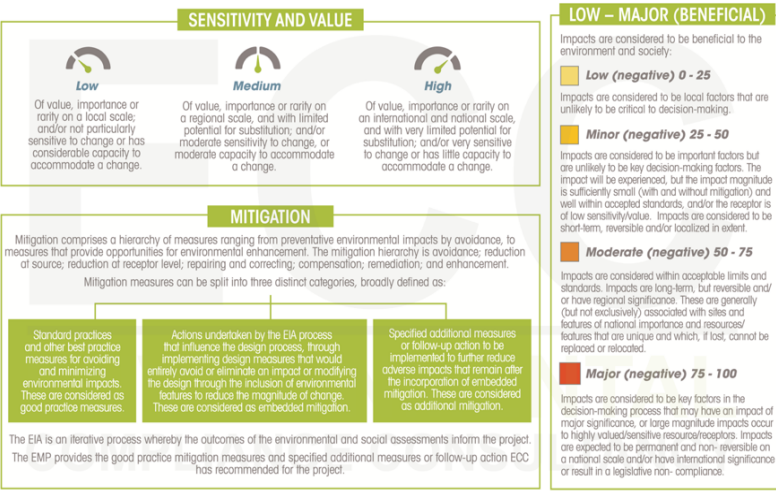 SENSITIVITY AND VALUE
Low
Of value, importance or
rarity on a local scale;
and/or not particularly
sensitive to change or has
considerable capacity to
accommodate a change.
Medium
Of value, importance or rarity on
a regional scale, and with limited
potential for substitution; and/or
moderate sensitivity to change, or
moderate capacity to accommodate
a change.
High
Of value, importance or rarity on
an international and national scale,
and with very limited potential for
substitution; and/or very sensitive
to change or has little capacity to
accommodate a change.
MITIGATION
Mitigation comprises a hierarchy of measures ranging from preventative environmental impacts by avoidance, to
measures that provide opportunities for environmental enhancement. The mitigation hierarchy is avoidance; reduction
at source; reduction at receptor level; repairing and correcting; compensation; remediation; and enhancement.
Mitigation measures can be split into three distinct categories, broadly defined as:
Standard practices
and other best practice
measures for avoiding
and minimizing
environmental impacts.
These are considered as
good practice measures.
Actions undertaken by the EIA process
that influence the design process, through
implementing design measures that would
entirely avoid or eliminate an impact or modifying
the design through the inclusion of environmental
features to reduce the magnitude of change.
These are considered as embedded mitigation.
Specified additional measures
or follow-up action to be
implemented to further reduce
adverse impacts that remain after
the incorporation of embedded
mitigation. These are considered
as additional mitigation.
The EIA is an iterative process whereby the outcomes of the environmental and social assessments inform the project.
The EMP provides the good practice mitigation measures and specified additional measures or follow-up action ECC
has recommended for the project.
LOW – MAJOR (BENEFICIAL)
Impacts are considered to be beneficial to the
environment and society:
Low (negative) 0 - 25
Impacts are considered to be local factors that are
unlikely to be critical to decision-making.
Minor (negative) 25 - 50
Impacts are considered to be important factors but
are unlikely to be key decision-making factors. The
impact will be experienced, but the impact magnitude
is sufficiently small (with and without mitigation) and
well within accepted standards, and/or the receptor is
of low sensitivity/value. Impacts are considered to be
short-term, reversible and/or localized in extent.
Moderate (negative) 50 - 75
Impacts are considered within acceptable limits and
standards. Impacts are long-term, but reversible and/
or have regional significance. These are generally
(but not exclusively) associated with sites and
features of national importance and resources/
features that are unique and which, if lost, cannot be
replaced or relocated.
Major (negative) 75 - 100
Impacts are considered to be key factors in the
decision-making process that may have an impact of
major significance, or large magnitude impacts occur
to highly valued/sensitive resource/receptors. Impacts
are expected to be permanent and non- reversible on
a national scale and/or have international significance
or result in a legislative non- compliance.